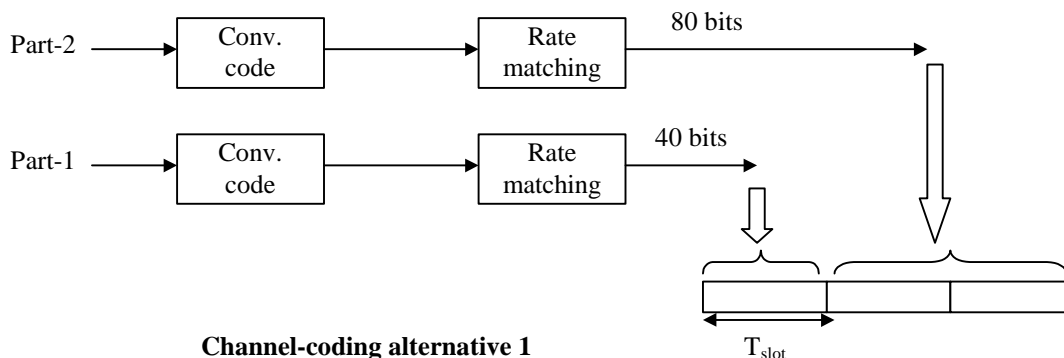 80 bits
Part-2
Conv.
code
Rate
matching
40 bits
Part-1
Conv.
code
Rate
matching
Channel-coding alternative 1
Tslot